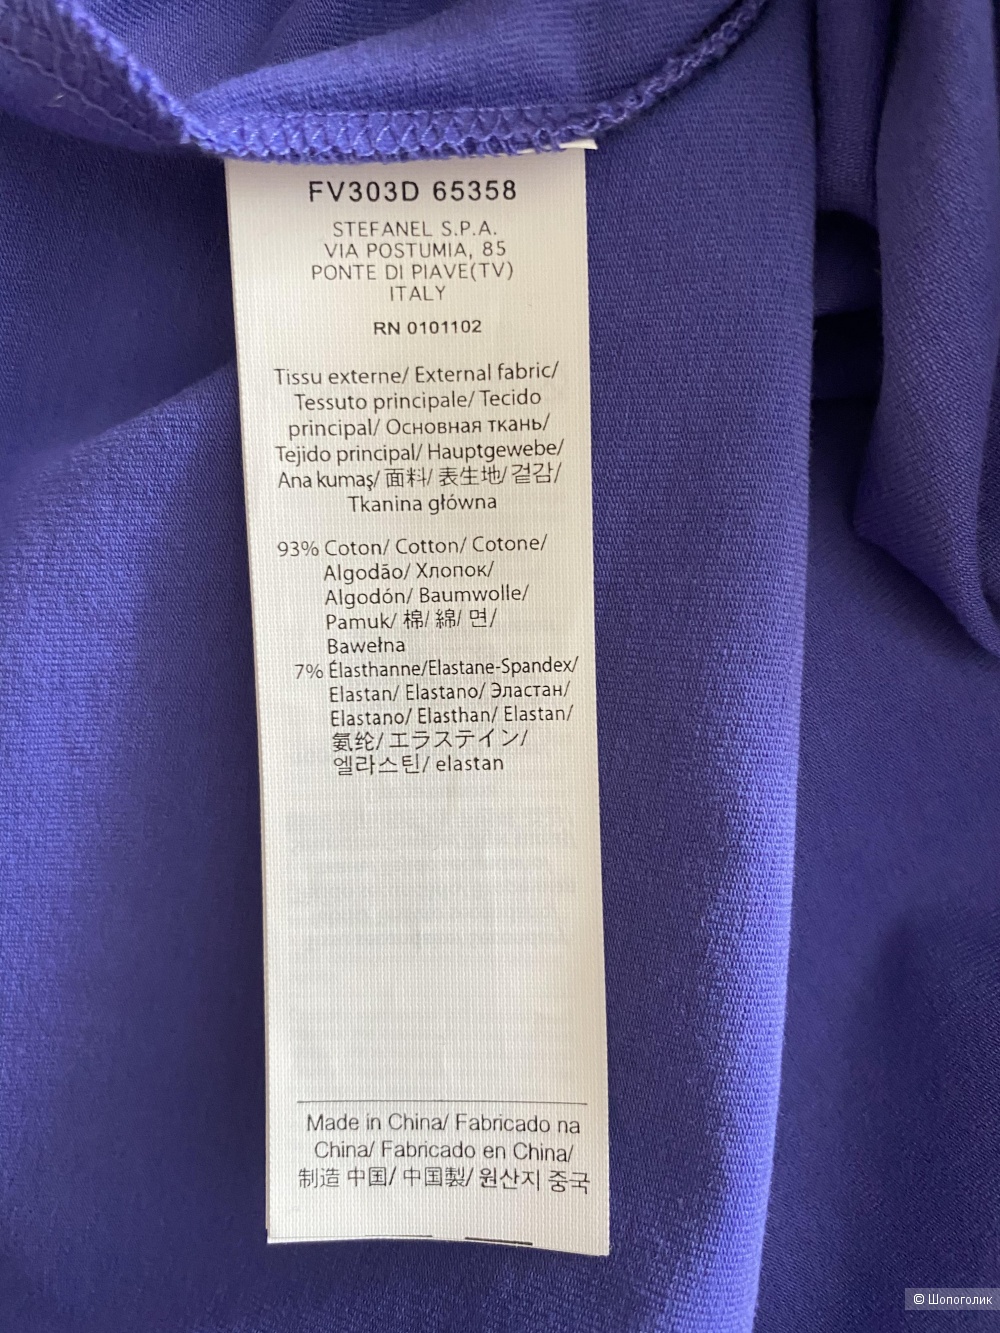 FV303D 65358
STEFANEL S.P.A.
VIA POSTUMIA, 85
PONTE DI PIAVE(TV)
ITALY
RN 0101102
Tissu externe/ External fabric/
Tessuto principale/ Tecido
principal/ Основная ткань/
Tejido principal/ Hauptgewebe/
Ana kumaş/ 面料/ 表生地/ 겉감/
Tkanina główna
93% Coton/ Cotton/ Cotone/
Algodão/ Хлопок/
Algodón/ Baumwolle/
Pamuk/ 棉/ 綿/ 면/
Bawełna
7% Élasthanne/Elastane-Spandex/
Elastan/ Elastano/ Эластан/
Elastano/ Elasthan/ Elastan/
氨纶/ エラステイン/
엘라스틴/ elastan
Made in China/ Fabricado na
China/ Fabricado en China/
制造 中国/ 中国製/ 원산지 중국
© Шопоголик